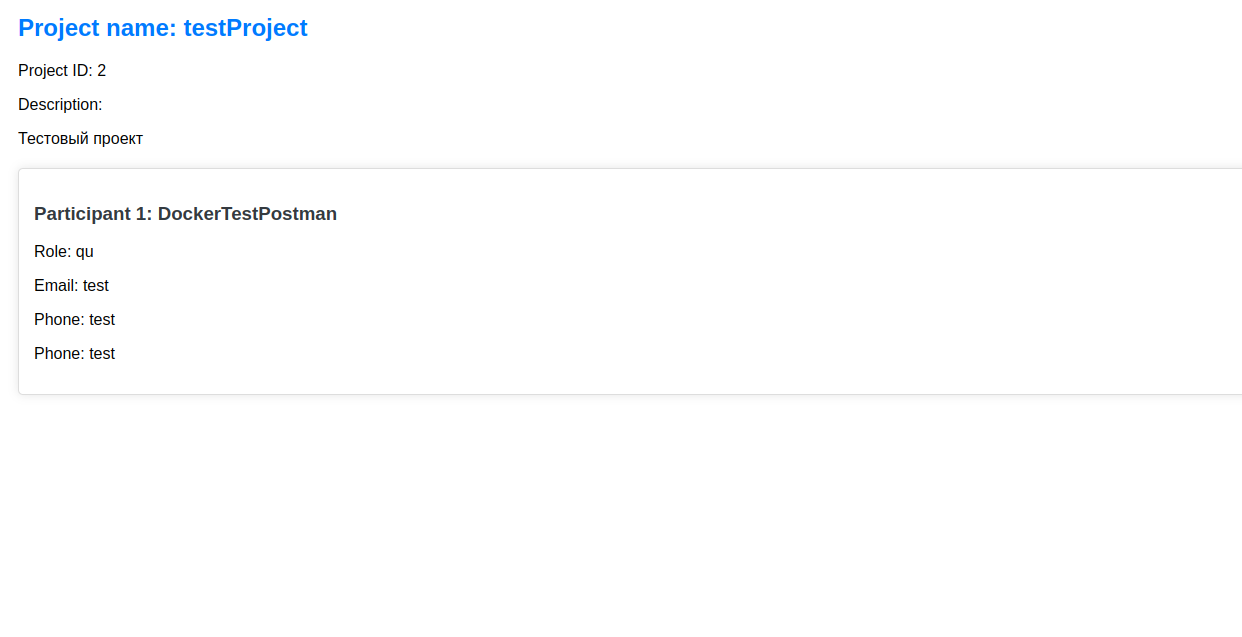 Project name: testProject
Project ID: 2
Description:
Тестовый проект
Participant 1: DockerTestPostman
Role: qu
Email: test
Phone: test
Phone: test